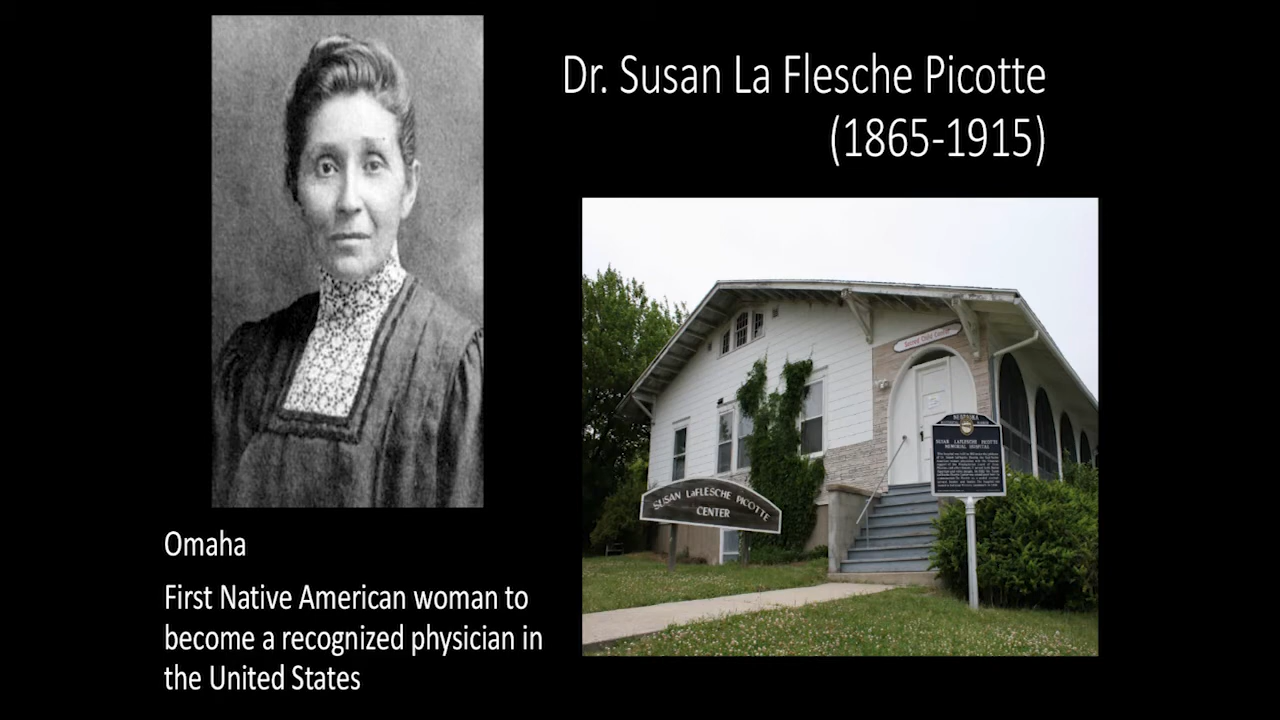 Dr. Susan La Flesche Picotte
(1865-1915)
Omaha
First Native American woman to
become a recognized physician in
the United States
SUSAN LaFLESCHE PICOTTE
CENTER
NEBRASKA
SUSAN LAFLESCHE PICOTTE
MEMORIAL HOSPITAL